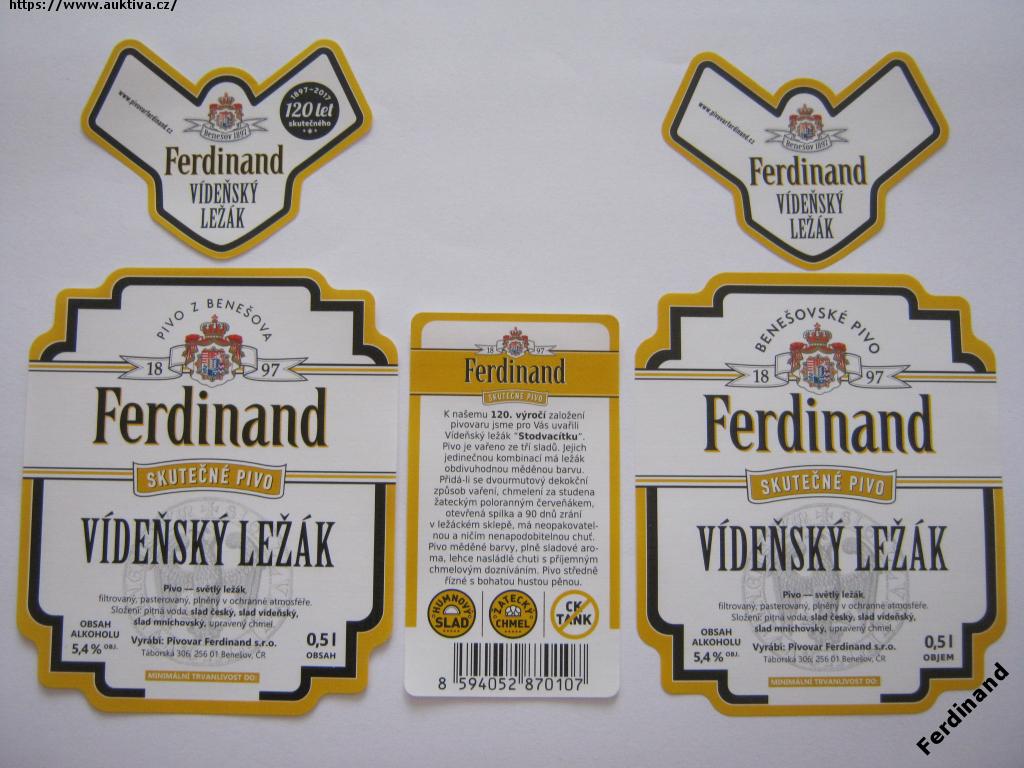 https://www.auktiva.cz/
www.pivovarferdinand.cz
1897-2017
120 let
skutečného
Benešov 1897
Ferdinand
VÍDEŇSKÝ
LEŽÁK
www.pivovarferdinand.cz
Benešov 1897
Ferdinand
VÍDEŇSKÝ
LEŽÁK
PIVO Z BENEŠOVA
18 97
Ferdinand
SKUTEČNÉ PIVO
VÍDEŇSKÝ LEŽÁK
Pivo — světlý ležák,
filtrovaný, pasterovaný, plněný v ochranné atmosféře.
Složení: pitná voda, slad český, slad vídeňský,
slad mnichovský, upravený chmel.
OBSAH
ALKOHOLU
5,4 % OBJ.
Vyrábí: Pivovar Ferdinand s.r.o.
Táborská 306, 256 01 Benešov, ČR
0,5 l
OBSAH
MINIMÁLNÍ TRVANLIVOST DO:
18 97
Ferdinand
SKUTEČNÉ PIVO
K našemu 120. výročí založení
pivovaru jsme pro Vás uvařili
Vídeňský ležák "Stodvacítku".
Pivo je vařeno ze tří sladů. Jejich
jedinečnou kombinací má ležák
obdivuhodnou měděnou barvu.
Přidá-li se dvourmutový dekokční
způsob vaření, chmelení za studena
žateckým poloranným červeňákem,
otevřená spilka a 90 dnů zrání
v ležáckém sklepě, má neopakovatel-
nou a ničím nenapodobitelnou chuť.
Pivo měděné barvy, plně sladové aro-
ma, lehce nasládlé chuti s příjemným
chmelovým dozníváním. Pivo středně
řízné s bohatou hustou pěnou.
HUMNOVÝ
SLAD
ŽATECKÝ
CHMEL
CK
TANK
8 594052 870107
BENEŠOVSKÉ PIVO
18 97
Ferdinand
SKUTEČNÉ PIVO
VÍDEŇSKÝ LEŽÁK
Pivo — světlý ležák,
filtrovaný, pasterovaný, plněný v ochranné atmosféře.
Složení: pitná voda, slad český, slad vídeňský,
slad mnichovský, upravený chmel.
OBSAH
ALKOHOLU
5,4 % OBJ.
Vyrábí: Pivovar Ferdinand s.r.o.
Táborská 306, 256 01 Benešov, ČR
0,5 l
OBJEM
MINIMÁLNÍ TRVANLIVOST DO:
Ferdinand